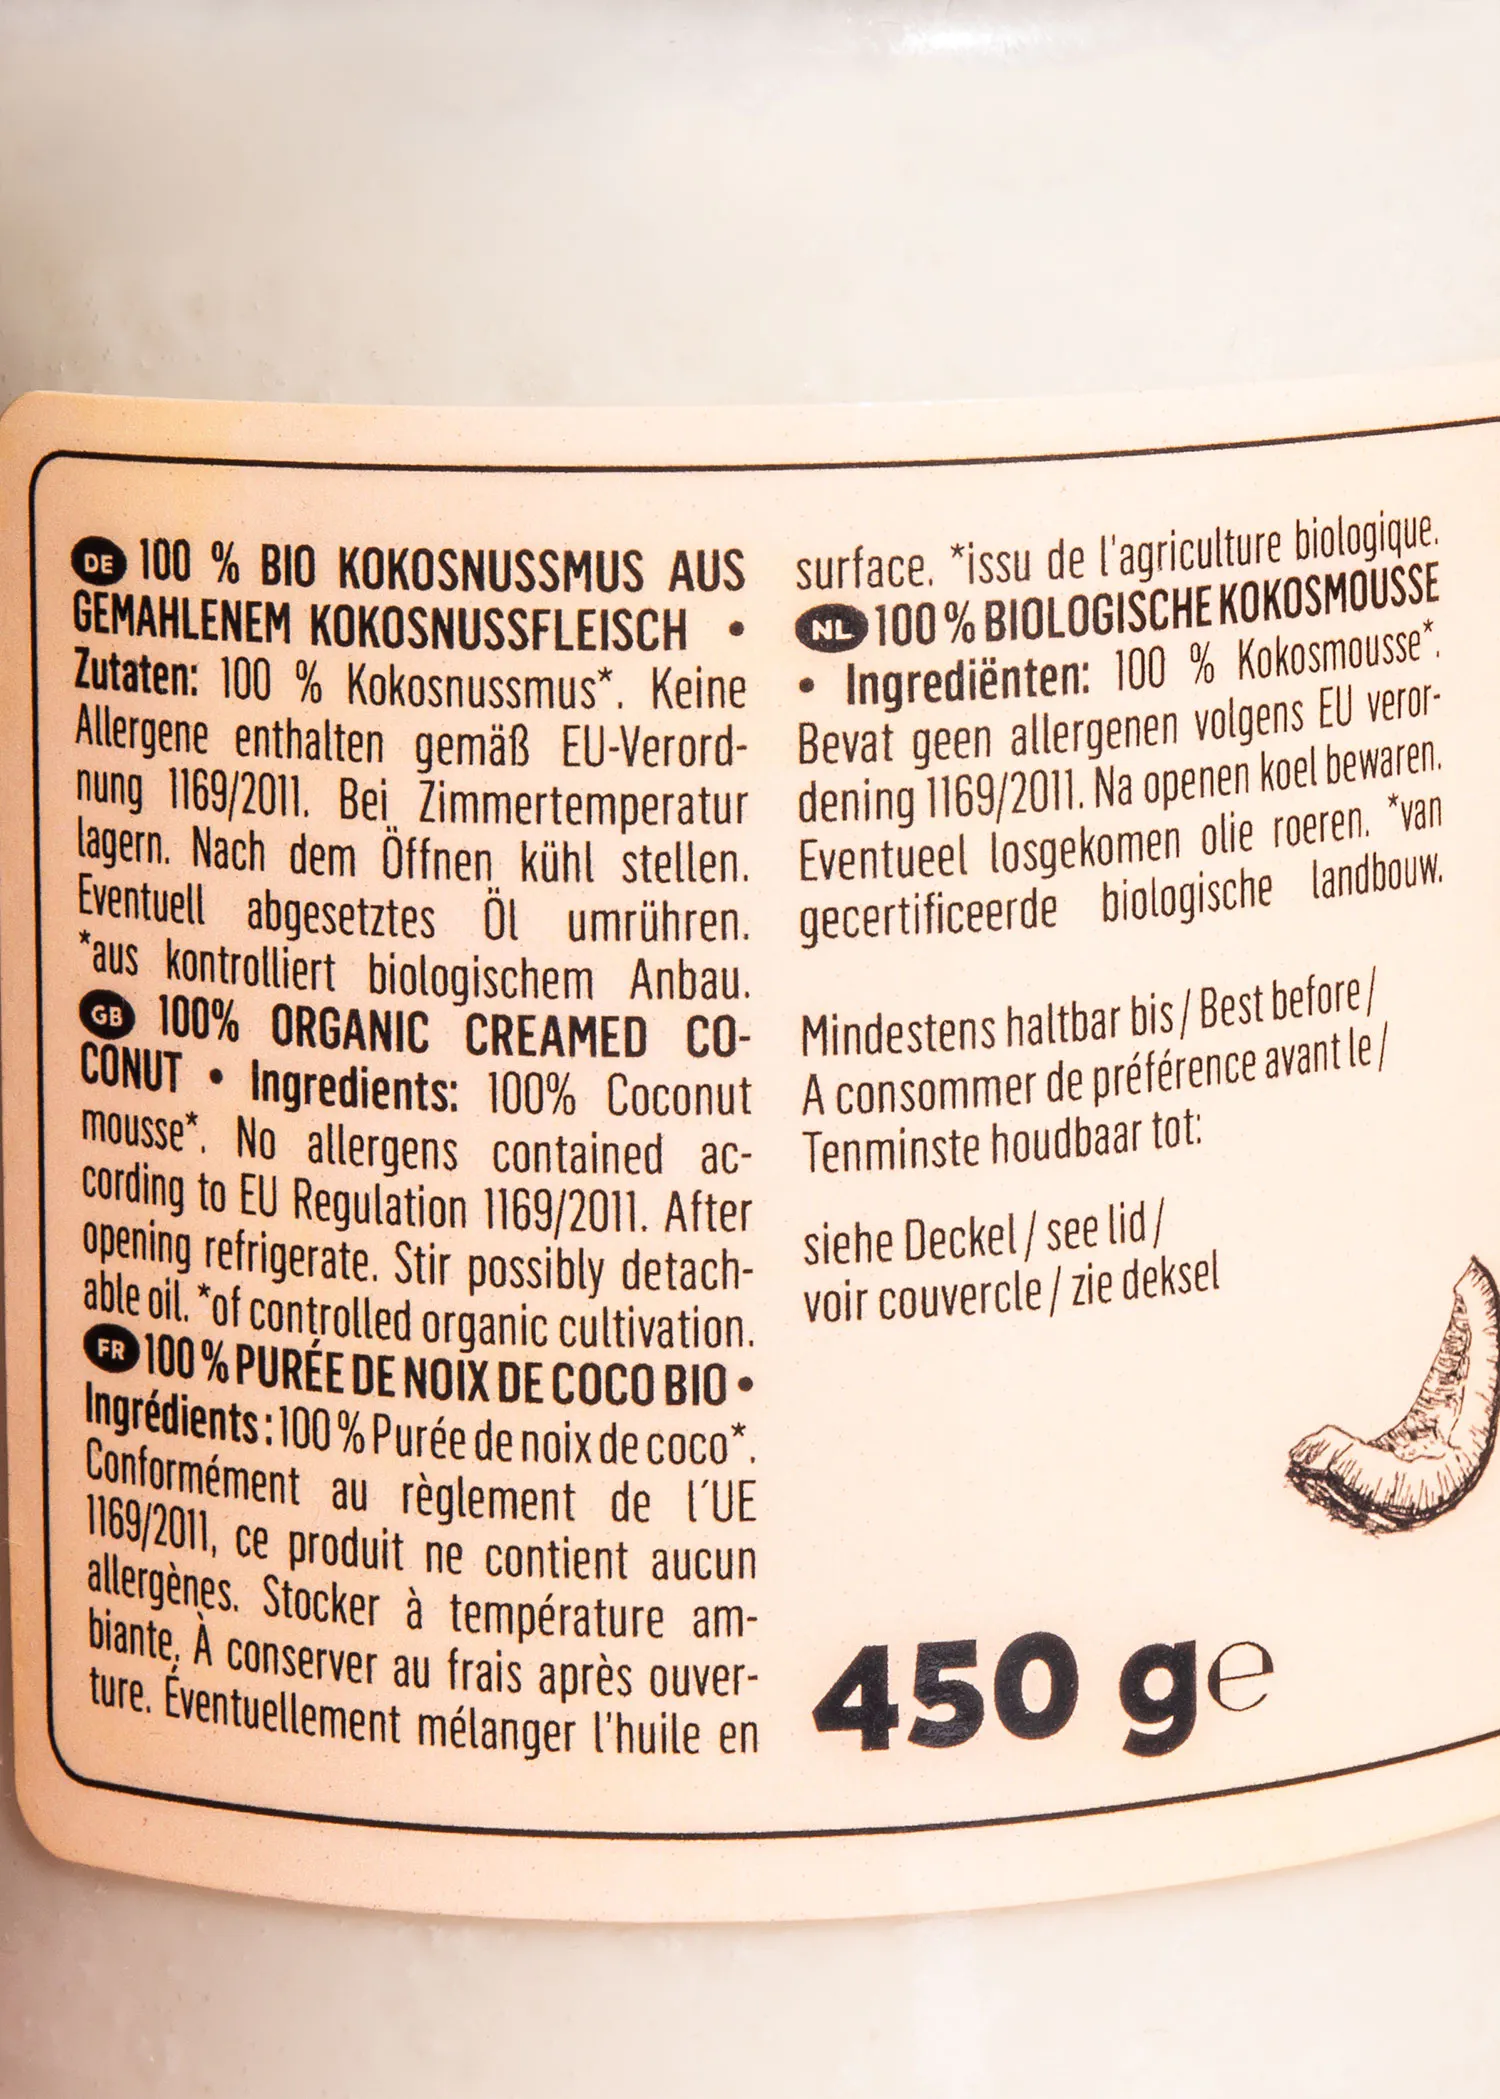 DE 100 % BIO KOKOSNUSSMUS AUS
GEMAHLENEM KOKOSNUSSFLEISCH •
Zutaten: 100 % Kokosnussmus*. Keine
Allergene enthalten gemäß EU-Verord-
nung 1169/2011. Bei Zimmertemperatur
lagern. Nach dem Öffnen kühl stellen.
Eventuell abgesetztes Öl umrühren.
*aus kontrolliert biologischem Anbau.
GB 100% ORGANIC CREAMED CO-
CONUT • Ingredients: 100% Coconut
mousse*. No allergens contained ac-
cording to EU Regulation 1169/2011. After
opening refrigerate. Stir possibly detach-
able oil. *of controlled organic cultivation.
FR 100 % PURÉE DE NOIX DE COCO BIO •
Ingrédients : 100 % Purée de noix de coco*.
Conformément au règlement de l´UE
1169/2011, ce produit ne contient aucun
allergènes. Stocker à température am-
biante. À conserver au frais après ouver-
ture. Éventuellement mélanger l'huile en
surface. *issu de l'agriculture biologique.
NL 100 % BIOLOGISCHE KOKOSMOUSSE
• Ingrediënten: 100 % Kokosmousse*.
Bevat geen allergenen volgens EU veror-
dening 1169/2011. Na openen koel bewaren.
Eventueel losgekomen olie roeren. *van
gecertificeerde biologische landbouw.
Mindestens haltbar bis / Best before /
A consommer de préférence avant le /
Tenminste houdbaar tot:
siehe Deckel / see lid /
voir couvercle / zie deksel
450 g e